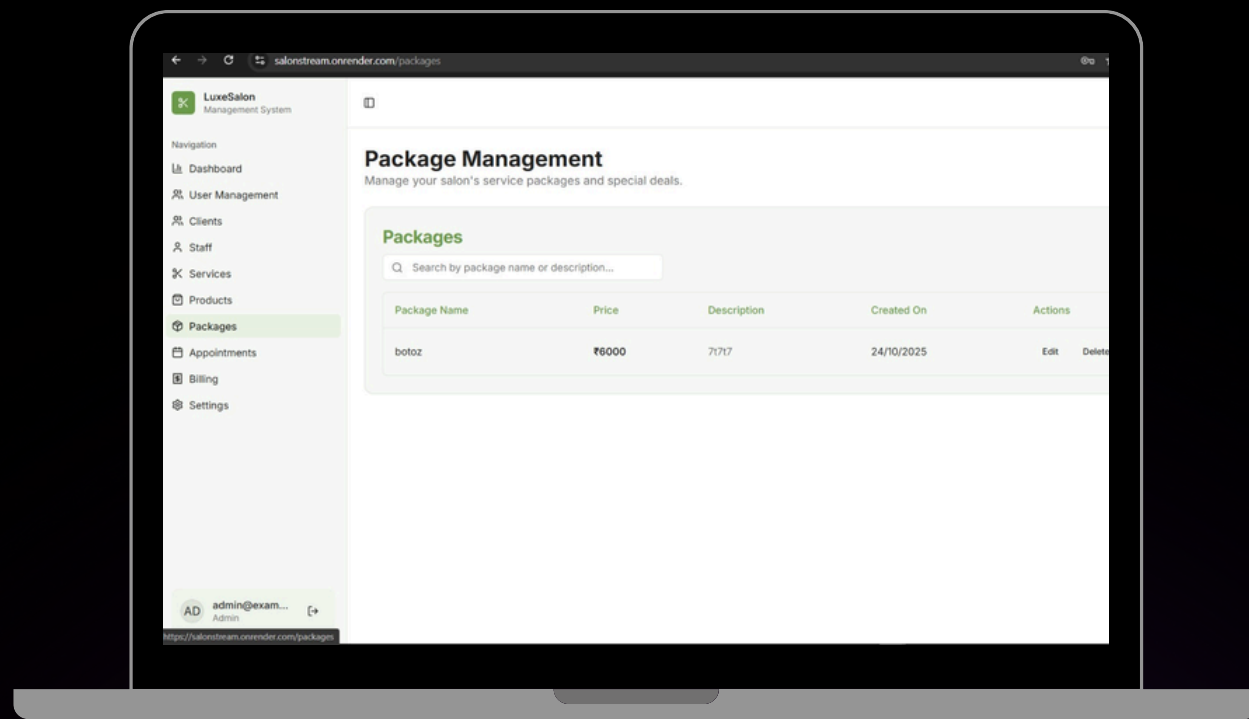 salonstream.onrender.com/packages
LuxeSalon
Management System
Navigation
Dashboard
User Management
Clients
Staff
Services
Products
Packages
Appointments
Billing
Settings
AD
admin@exam...
Admin
https://salonstream.onrender.com/packages
Package Management
Manage your salon's service packages and special deals.
Packages
Search by package name or description...
Package Name Price Description Created On Actions
botoz ₹6000 7t7t7 24/10/2025 Edit Delete